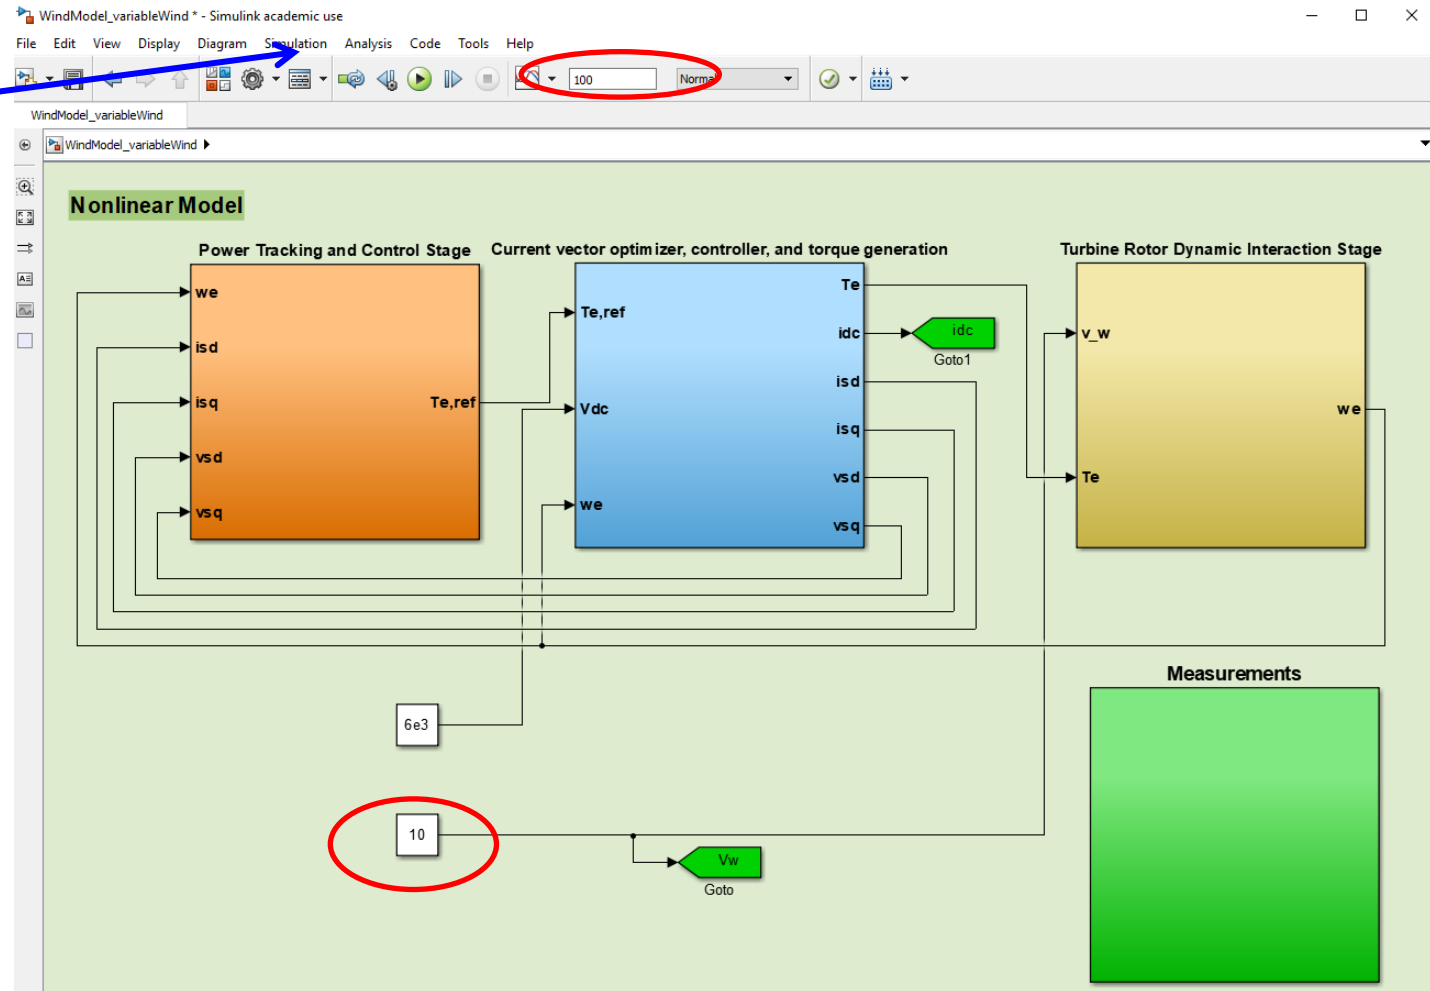 WindModel_variableWind * - Simulink academic use
File Edit View Display Diagram Simulation Analysis Code Tools Help
100 Normal
WindModel_variableWind
WindModel_variableWind
Nonlinear Model
Power Tracking and Control Stage Current vector optimizer, controller, and torque generation Turbine Rotor Dynamic Interaction Stage
we
isd
isq
vsd
vsq
Te,ref
Te,ref
Vdc
we
Te
idc
isd
isq
vsd
vsq
idc
Goto1
v_w
Te
we
6e3
10
Vw
Goto
Measurements